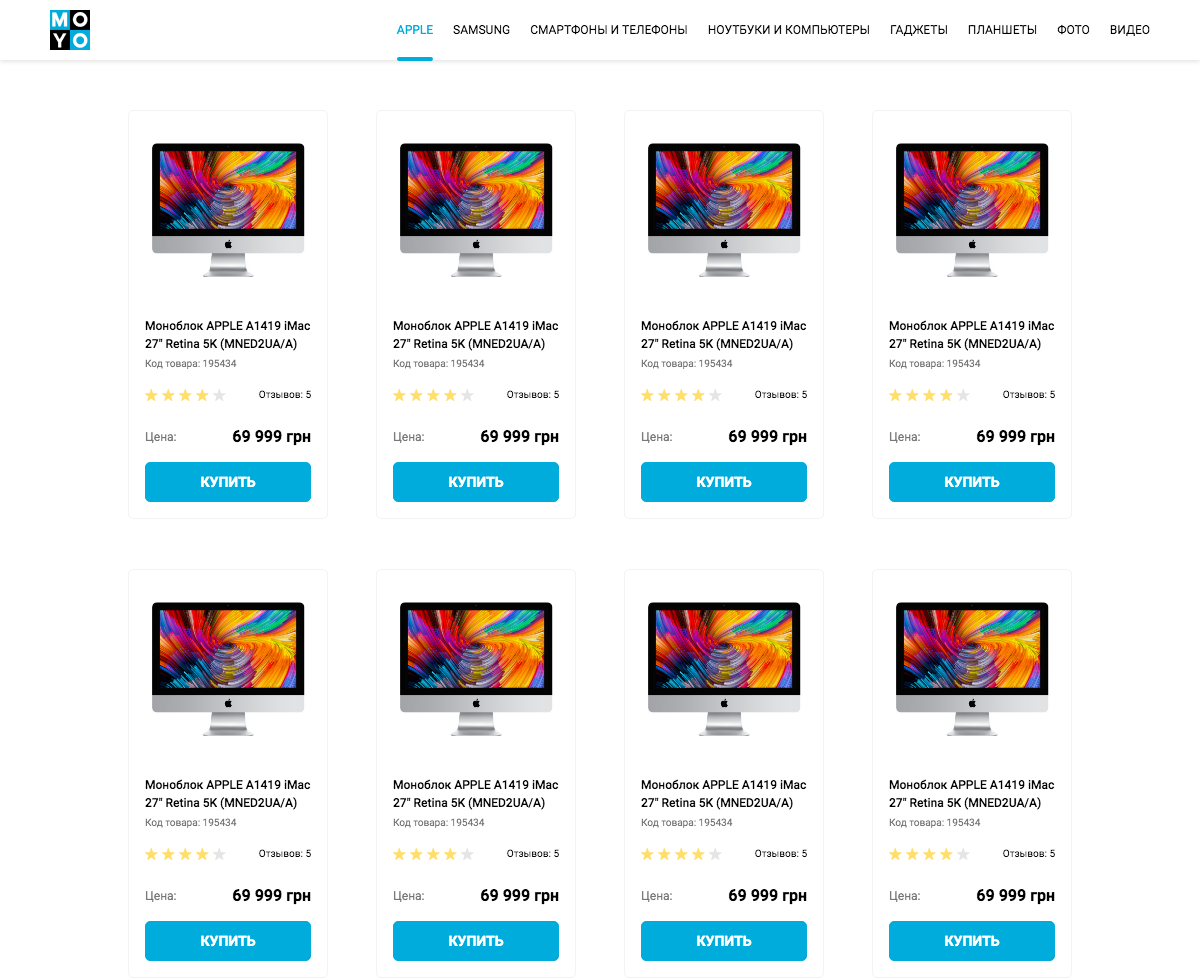 MO
YO
APPLE SAMSUNG СМАРТФОНЫ И ТЕЛЕФОНЫ НОУТБУКИ И КОМПЬЮТЕРЫ ГАДЖЕТЫ ПЛАНШЕТЫ ФОТО ВИДЕО
Моноблок APPLE A1419 iMac
27" Retina 5K (MNED2UA/A)
Код товара: 195434
Отзывов: 5
Цена: 69 999 грн
КУПИТЬ
Моноблок APPLE A1419 iMac
27" Retina 5K (MNED2UA/A)
Код товара: 195434
Отзывов: 5
Цена: 69 999 грн
КУПИТЬ
Моноблок APPLE A1419 iMac
27" Retina 5K (MNED2UA/A)
Код товара: 195434
Отзывов: 5
Цена: 69 999 грн
КУПИТЬ
Моноблок APPLE A1419 iMac
27" Retina 5K (MNED2UA/A)
Код товара: 195434
Отзывов: 5
Цена: 69 999 грн
КУПИТЬ
Моноблок APPLE A1419 iMac
27" Retina 5K (MNED2UA/A)
Код товара: 195434
Отзывов: 5
Цена: 69 999 грн
КУПИТЬ
Моноблок APPLE A1419 iMac
27" Retina 5K (MNED2UA/A)
Код товара: 195434
Отзывов: 5
Цена: 69 999 грн
КУПИТЬ
Моноблок APPLE A1419 iMac
27" Retina 5K (MNED2UA/A)
Код товара: 195434
Отзывов: 5
Цена: 69 999 грн
КУПИТЬ
Моноблок APPLE A1419 iMac
27" Retina 5K (MNED2UA/A)
Код товара: 195434
Отзывов: 5
Цена: 69 999 грн
КУПИТЬ